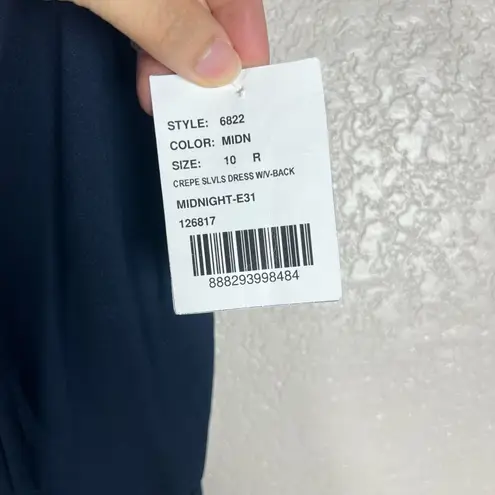 STYLE: 6822
COLOR: MIDN
SIZE: 10 R
CREPE SLVLS DRESS W/V-BACK
MIDNIGHT-E31
126817
888293998484